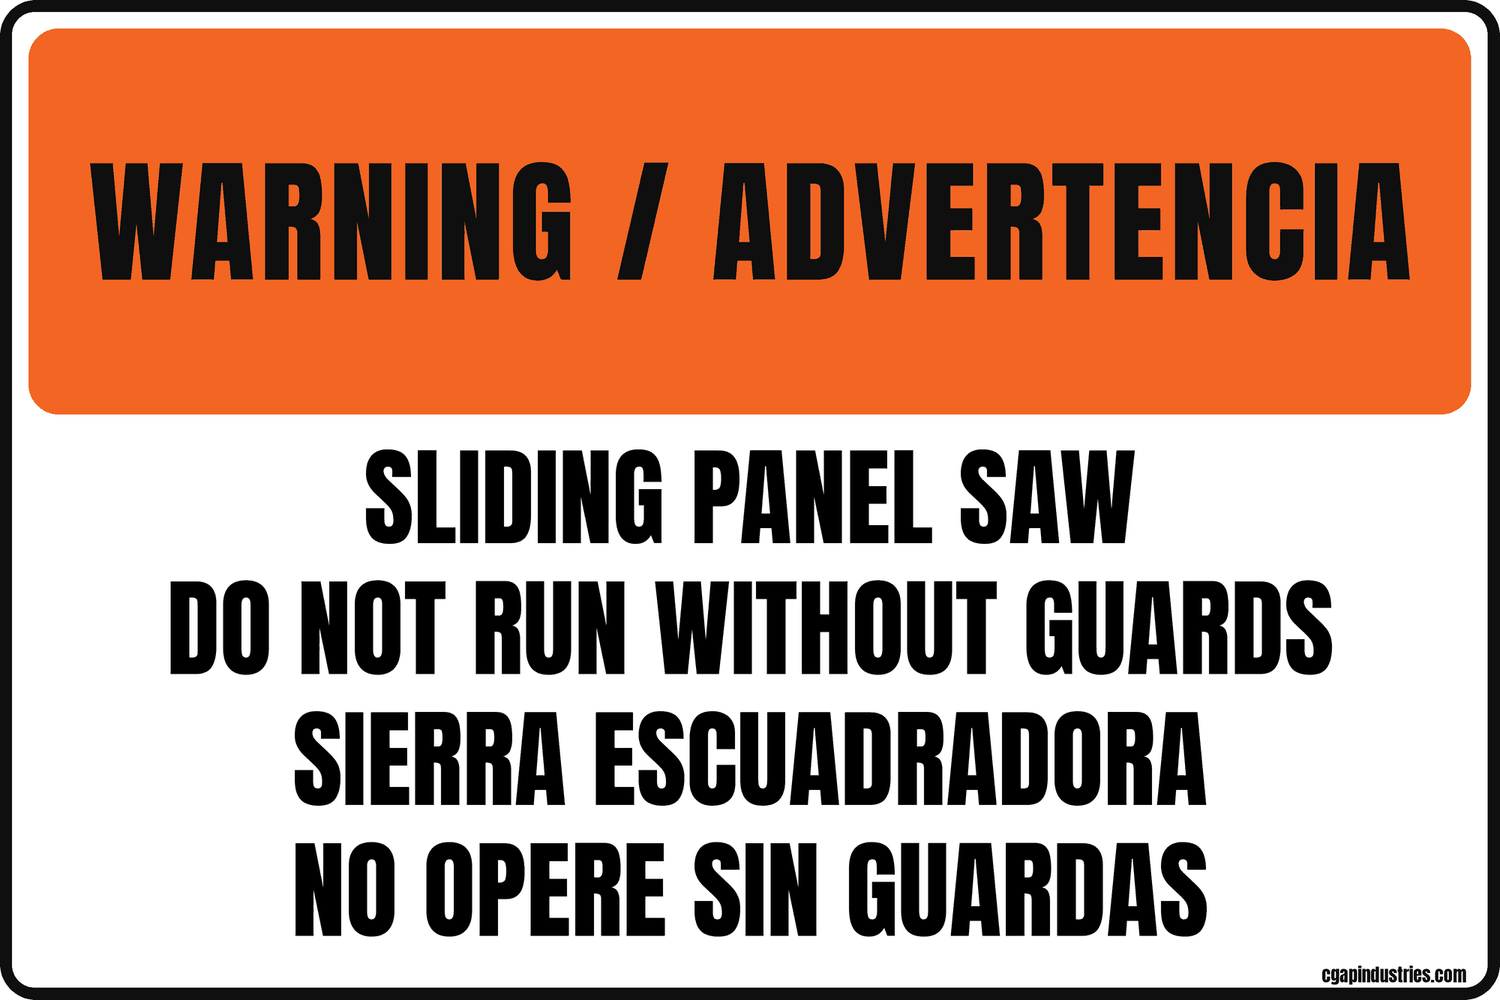 WARNING / ADVERTENCIA
SLIDING PANEL SAW
DO NOT RUN WITHOUT GUARDS
SIERRA ESCUADRADORA
NO OPERE SIN GUARDAS
cgapindustries.com